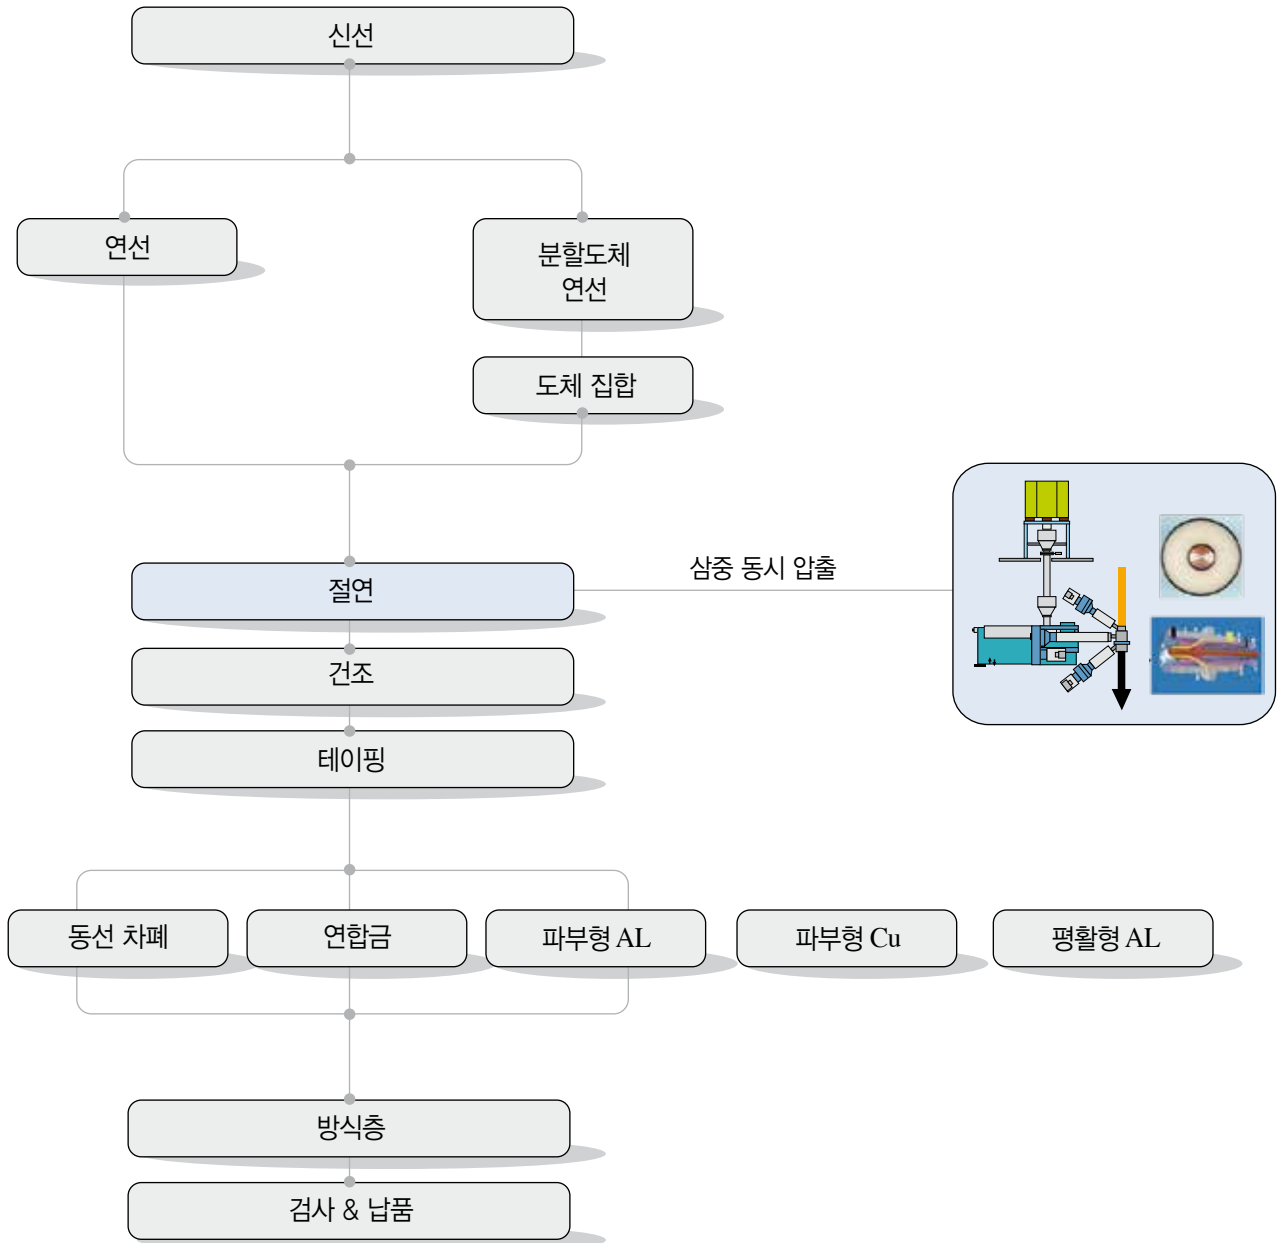 신선
연선
분할도체
연선
도체 집합
절연
삼중 동시 압출
건조
테이핑
동선 차폐
연합금
파부형 AL
파부형 Cu
평활형 AL
방식층
검사 & 납품